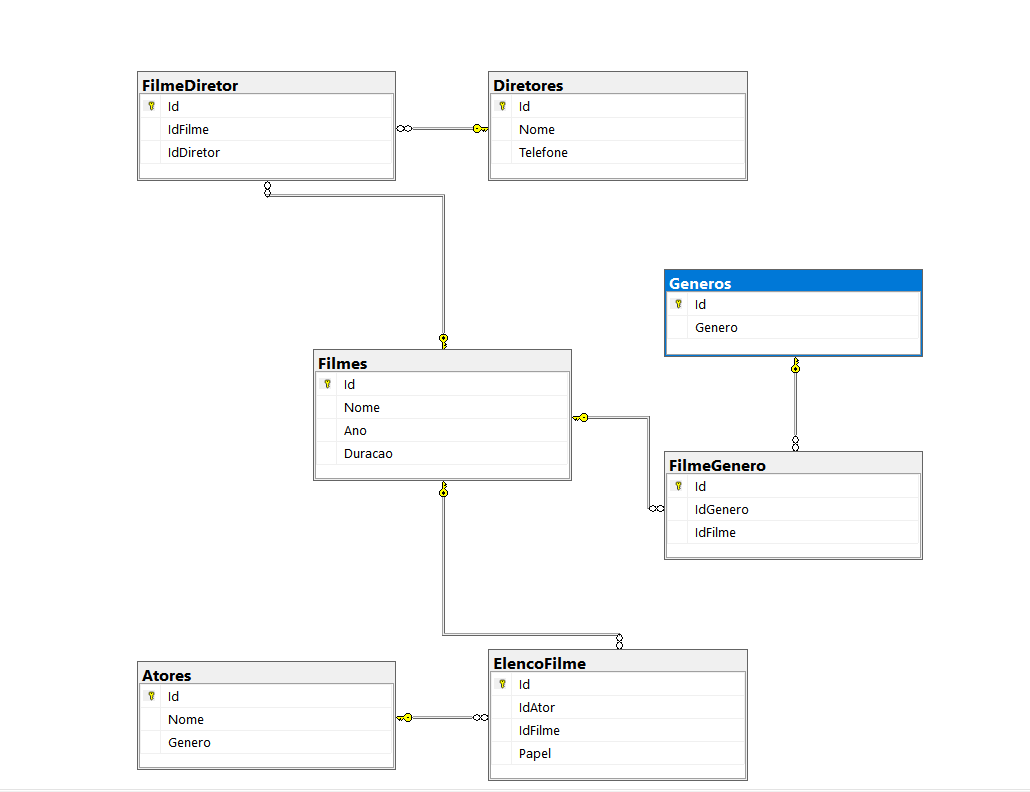 FilmeDiretor
Id
IdFilme
IdDiretor
Diretores
Id
Nome
Telefone
Generos
Id
Genero
Filmes
Id
Nome
Ano
Duracao
FilmeGenero
Id
IdGenero
IdFilme
Atores
Id
Nome
Genero
ElencoFilme
Id
IdAtor
IdFilme
Papel